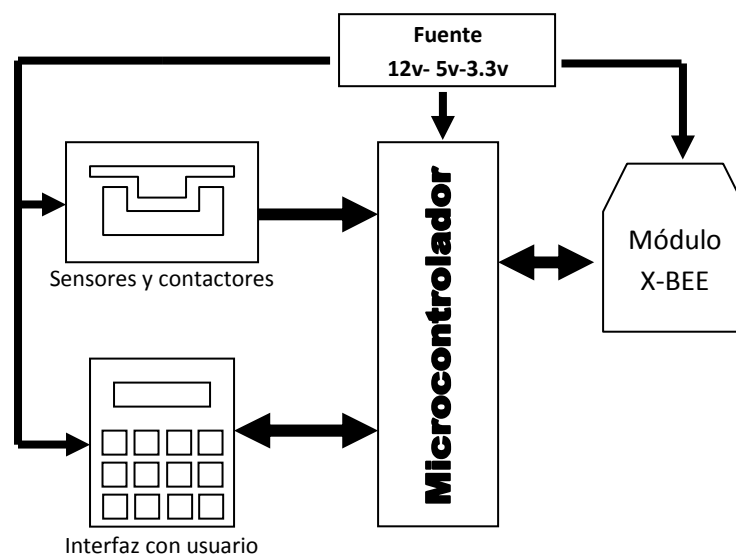 Fuente
12v- 5v-3.3v
Sensores y contactores
Microcontrolador
Módulo
X-BEE
Interfaz con usuario